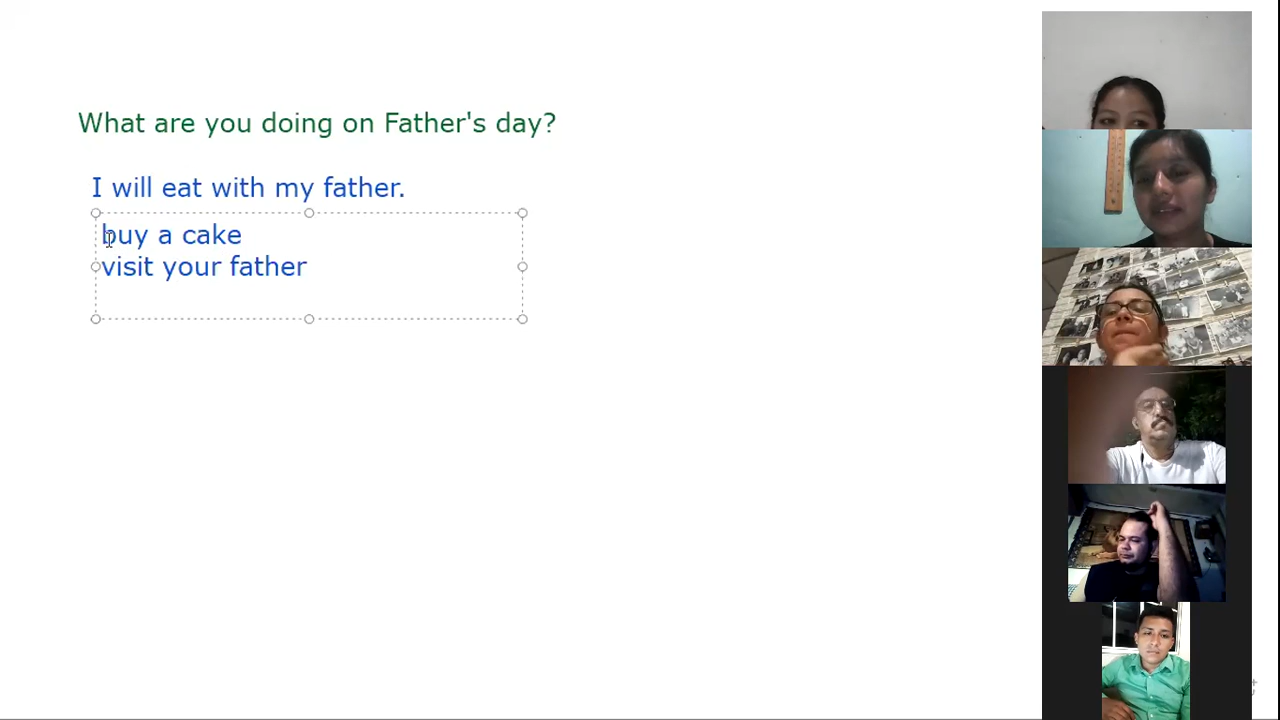 What are you doing on Father's day?
I will eat with my father.
buy a cake
visit your father